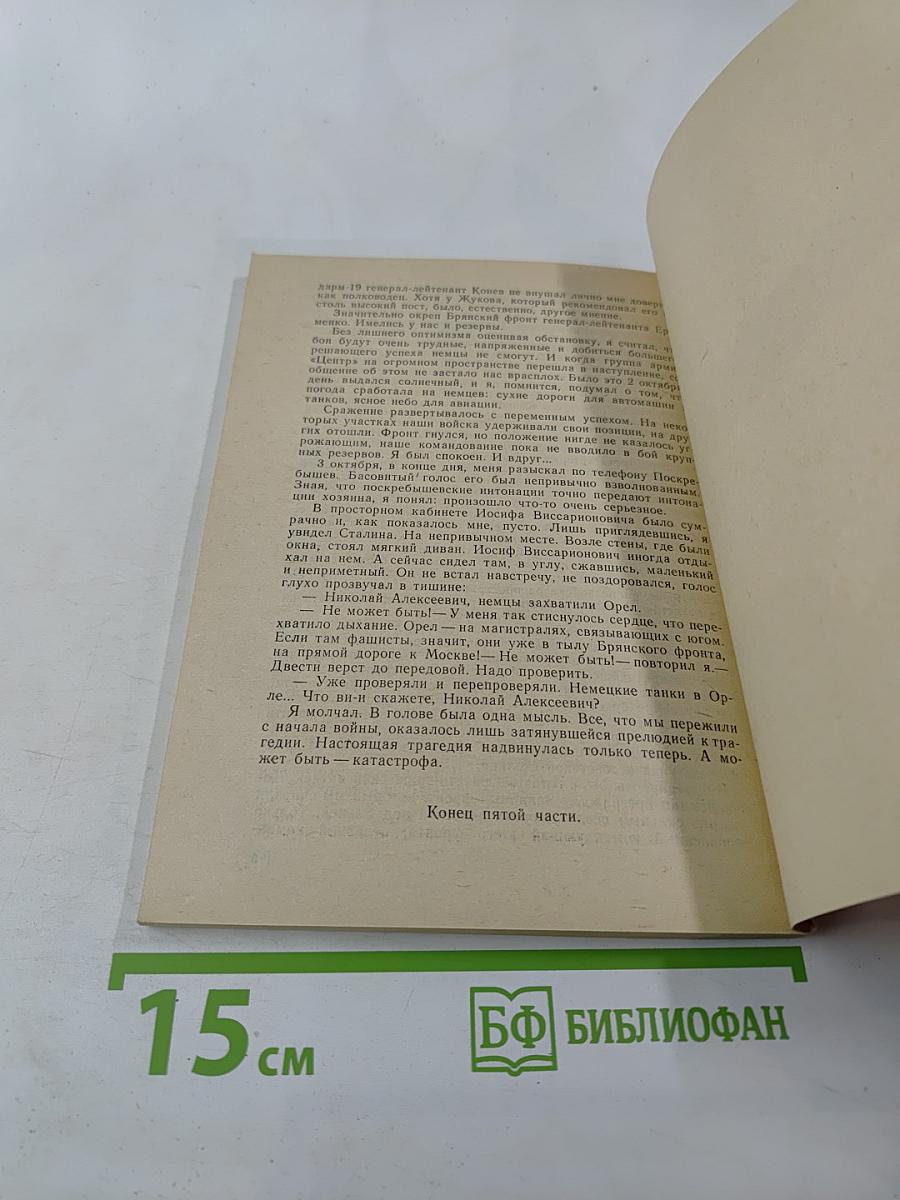 дарм-19 генерал-лейтенант Конев не внушал лично мне довери
как полководец. Хотя у Жукова, который рекомендовал его
столь высокий пост, было, естественно, другое мнение.
Значительно окреп Брянский фронт генерал-лейтенанта Ер
менко. Имелись у нас и резервы.
Без лишнего оптимизма оценивая обстановку, я считал, чт
бои будут очень трудные, напряженные и добиться большег
решающего успеха немцы не смогут. И когда группа арми
«Центр» на огромном пространстве перешла в наступление, со
общение об этом не застало нас врасплох. Было это 2 октября
день выдался солнечный, и я, помнится, подумал о том, чт
погода сработала на немцев: сухие дороги для автомашин
танков, ясное небо для авиации.
Сражение развертывалось с переменным успехом. На неко
торых участках наши войска удерживали свои позиции, на дру
гих отошли. Фронт гнулся, но положение нигде не казалось уг
рожающим, наше командование пока не вводило в бой круп-
ных резервов. Я был спокоен. И вдруг...
3 октября, в конце дня, меня разыскал по телефону Поскре-
бышев. Басовитый голос его был непривычно взволнованным.
Зная, что поскребышевские интонации точно передают интона-
ции хозяина, я понял: произошло что-то очень серьезное.
В просторном кабинете Иосифа Виссарионовича было сум-
рачно и, как показалось мне, пусто. Лишь приглядевшись, я
увидел Сталина. На непривычном месте. Возле стены, где были
окна, стоял мягкий диван. Иосиф Виссарионович иногда отды-
хал на нем. А сейчас сидел там, в углу, сжавшись, маленький
и неприметный. Он не встал навстречу, не поздоровался, голос
глухо прозвучал в тишине:
— Николай Алексеевич, немцы захватили Орел.
— Не может быть!— У меня так стиснулось сердце, что пере-
хватило дыхание. Орел — на магистралях, связывающих с югом.
Если там фашисты, значит, они уже в тылу Брянского фронта,
на прямой дороге к Москве!— Не может быть!— повторил я.—
Двести верст до передовой. Надо проверить.
— Уже проверяли и перепроверяли. Немецкие танки в Ор-
ле... Что ви-и скажете, Николай Алексеевич?
Я молчал. В голове была одна мысль. Все, что мы пережили
с начала войны, оказалось лишь затянувшейся прелюдией к тра-
гедии. Настоящая трагедия надвинулась только теперь. А мо-
жет быть — катастрофа.
Конец пятой части.
15 см
БФ БИБЛИОФАН